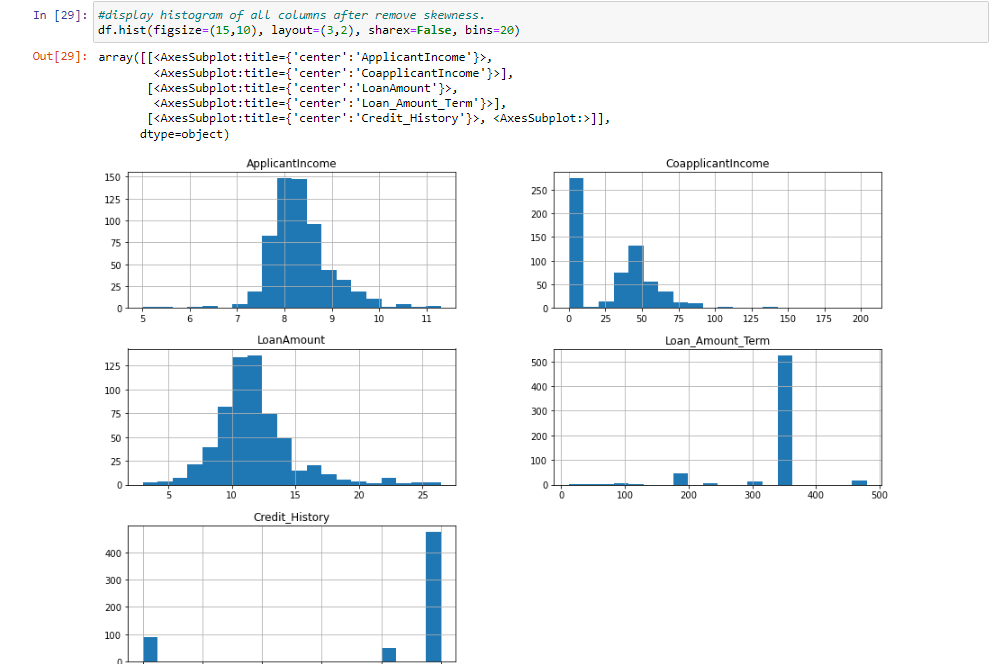 In [29]: #display histogram of all columns after remove skewness.
df.hist(figsize=(15,10), layout=(3,2), sharex=False, bins=20)
Out[29]: array([[<AxesSubplot:title={'center':'ApplicantIncome'}>,
<AxesSubplot:title={'center':'CoapplicantIncome'}>],
[<AxesSubplot:title={'center':'LoanAmount'}>,
<AxesSubplot:title={'center':'Loan_Amount_Term'}>],
[<AxesSubplot:title={'center':'Credit_History'}>, <AxesSubplot:>]],
dtype=object)
ApplicantIncome
150
125
100
75
50
25
0
5 6 7 8 9 10 11
CoapplicantIncome
250
200
150
100
50
0
0 25 50 75 100 125 150 175 200
LoanAmount
125
100
75
50
25
0
5 10 15 20 25
Loan_Amount_Term
500
400
300
200
100
0
0 100 200 300 400 500
Credit_History
400
300
200
100
0